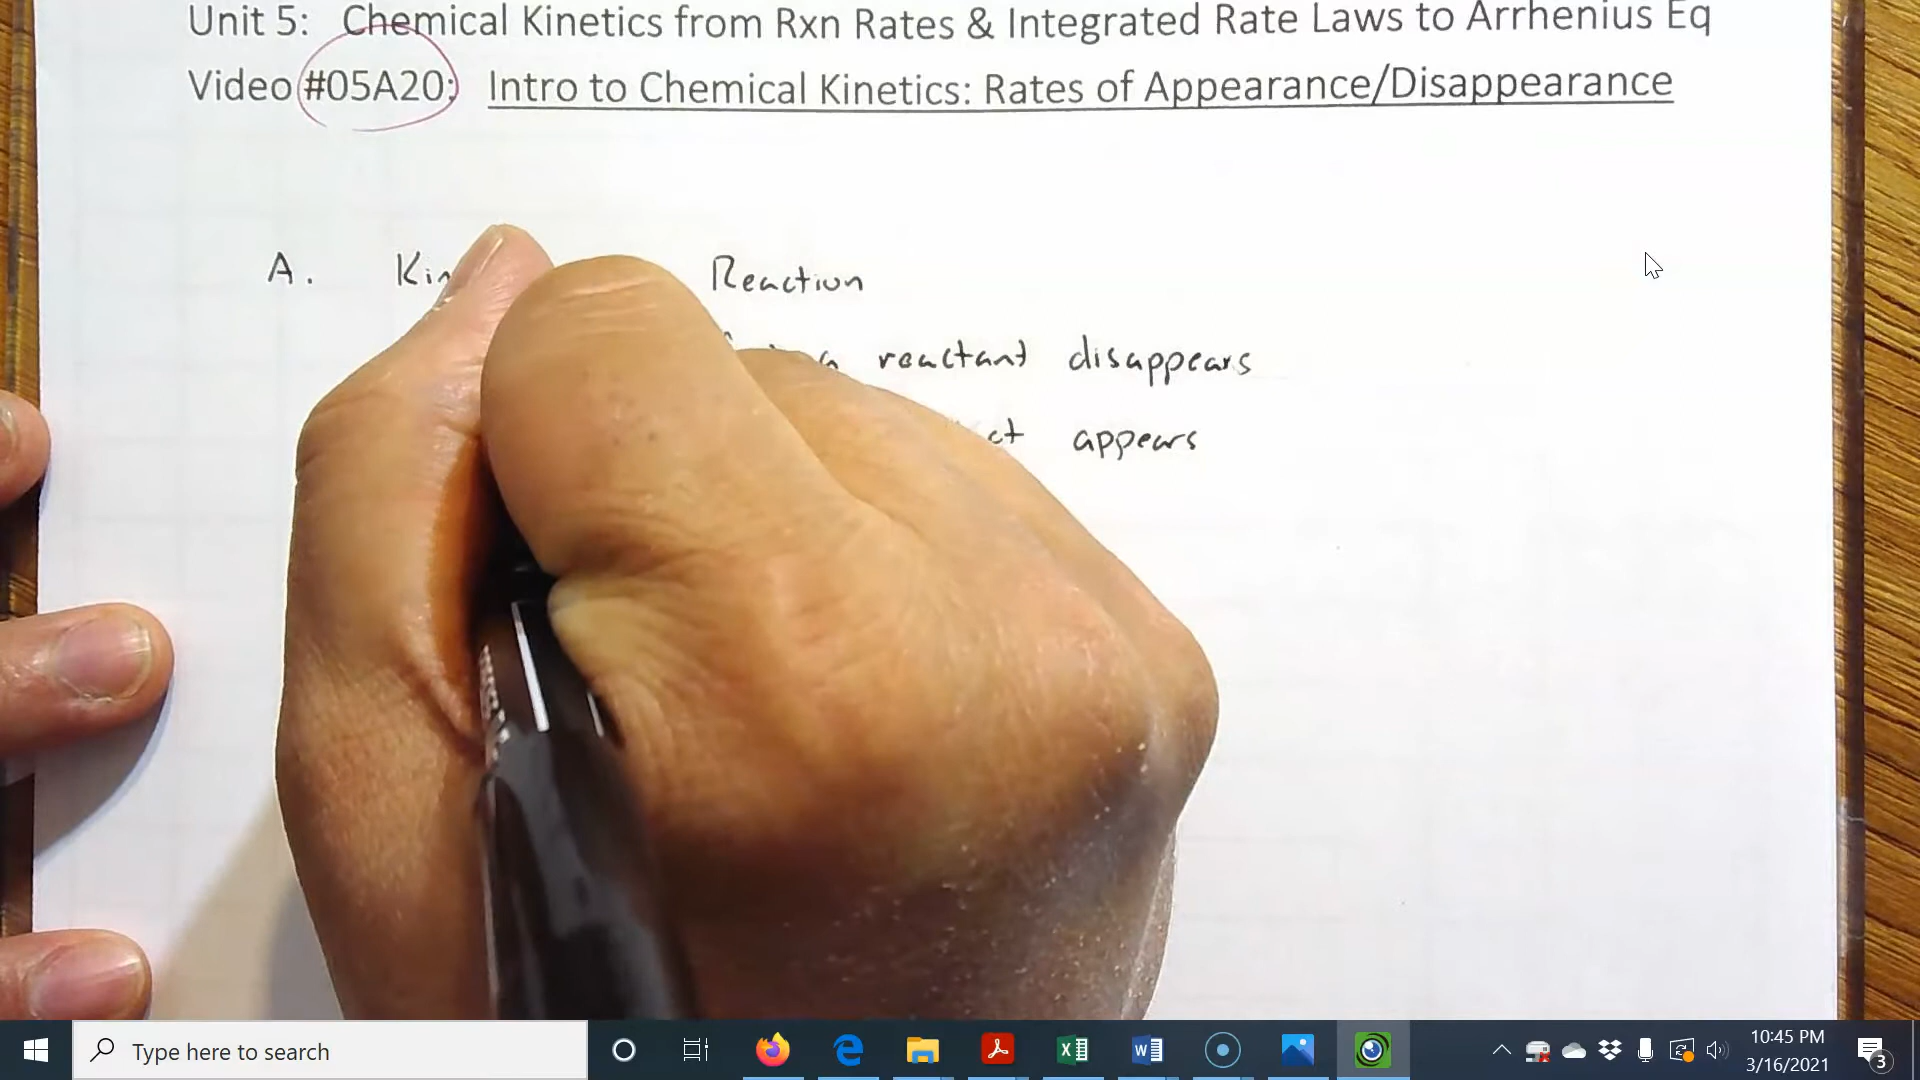 Unit 5: Chemical Kinetics from Rxn Rates & Integrated Rate Laws to Arrhenius Eq
Video #05A20: Intro to Chemical Kinetics: Rates of Appearance/Disappearance
A. Kin Reaction
reactant disappears
ct appears
Type here to search
10:45 PM
3/16/2021
3